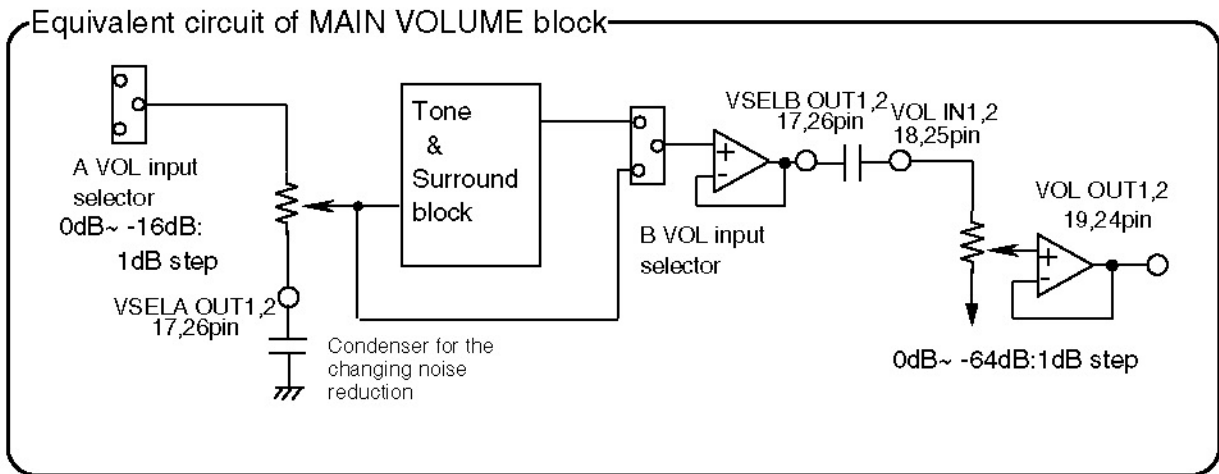 Equivalent circuit of MAIN VOLUME block
A VOL input
selector
0dB~ -16dB:
1dB step
VSELA OUT1,2
17,26pin
Condenser for the
changing noise
reduction
Tone
&
Surround
block
B VOL input
selector
VSELB OUT1,2
17,26pin
VOL IN1,2
18,25pin
+
-
VOL OUT1,2
19,24pin
+
-
0dB~ -64dB:1dB step